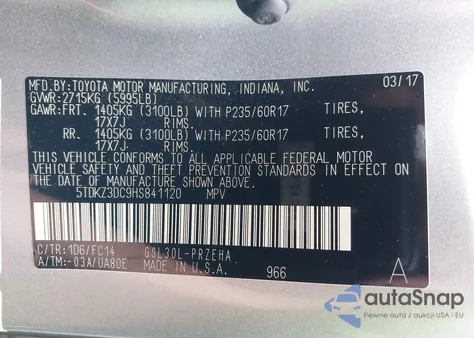 MFD.BY:TOYOTA MOTOR MANUFACTURING, INDIANA, INC. 03/17
GVWR:2715KG (5995LB)
GAWR:FRT. 1405KG (3100LB) WITH P235/60R17 TIRES,
17X7J RIMS.
RR. 1405KG (3100LB) WITH P235/60R17 TIRES,
17X7J RIMS.
THIS VEHICLE CONFORMS TO ALL APPLICABLE FEDERAL MOTOR
VEHICLE SAFETY, BUMPER, AND THEFT PREVENTION STANDARDS
IN EFFECT ON THE DATE OF MANUFACTURE SHOWN ABOVE.
5TDKZ3DC9HS841120 MPV
C/TR:1D6/FC14 GSL30L-PRZEHA
A/TM:-03A/UA80E MADE IN U.S.A. 966 A
autoSnap
Pewne auta z aukcji USA i EU